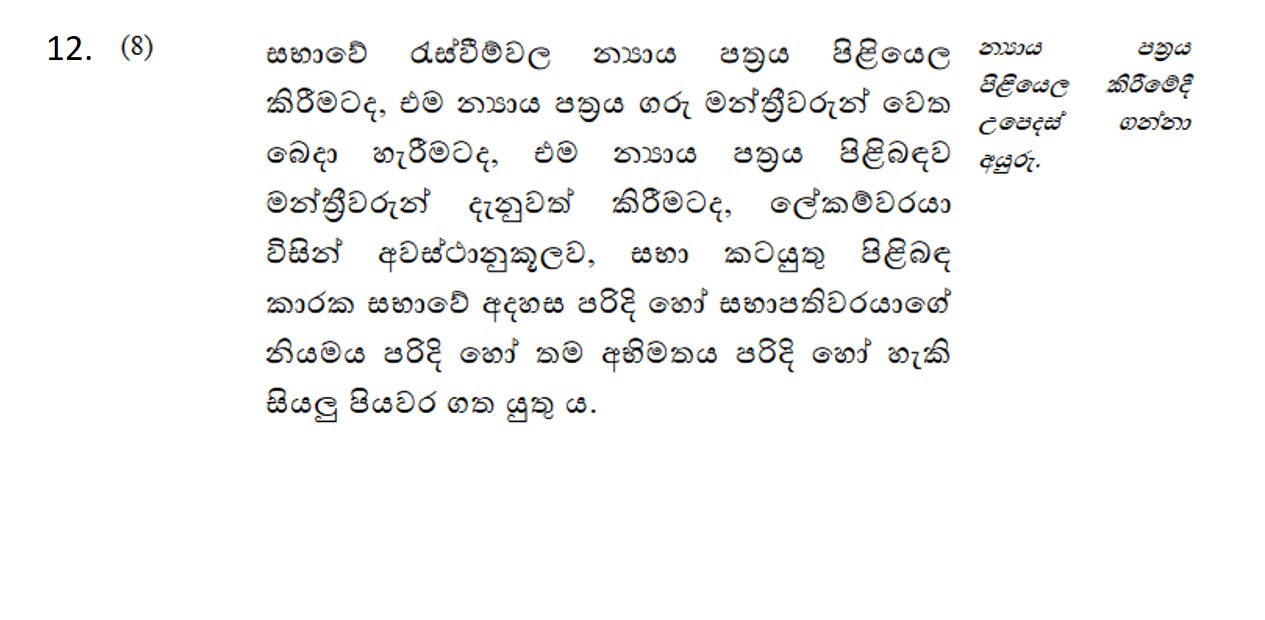 12. (8)
සභාවේ රැස්වීම්වල න්‍යාය පත්‍රය පිළියෙල
කිරීමටද, එම න්‍යාය පත්‍රය ගරු මන්ත්‍රීවරුන් වෙත
බෙදා හැරීමටද, එම න්‍යාය පත්‍රය පිළිබඳව
මන්ත්‍රීවරුන් දැනුවත් කිරීමටද, ලේකම්වරයා
විසින් අවස්ථානුකූලව, සභා කටයුතු පිළිබඳ
කාරක සභාවේ අදහස පරිදි හෝ සභාපතිවරයාගේ
නියමය පරිදි හෝ තම අභිමතය පරිදි හෝ හැකි
සියලු පියවර ගත යුතු ය.
න්‍යාය පත්‍රය
පිළියෙල කිරීමේදී
උපෙදස් ගන්නා
අයුරු.